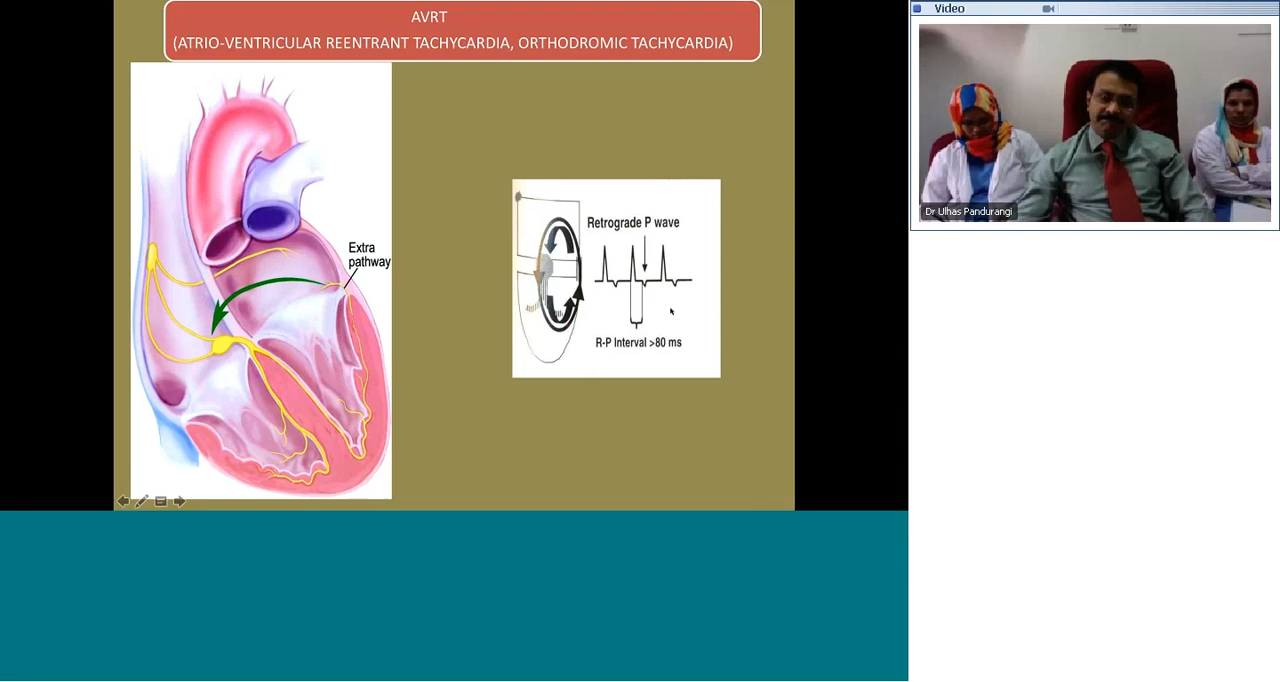 AVRT
(ATRIO-VENTRICULAR REENTRANT TACHYCARDIA, ORTHODROMIC TACHYCARDIA)
Extra
pathway
Retrograde P wave
R-P Interval >80 ms
Video
Dr Ulhas Pandurangi